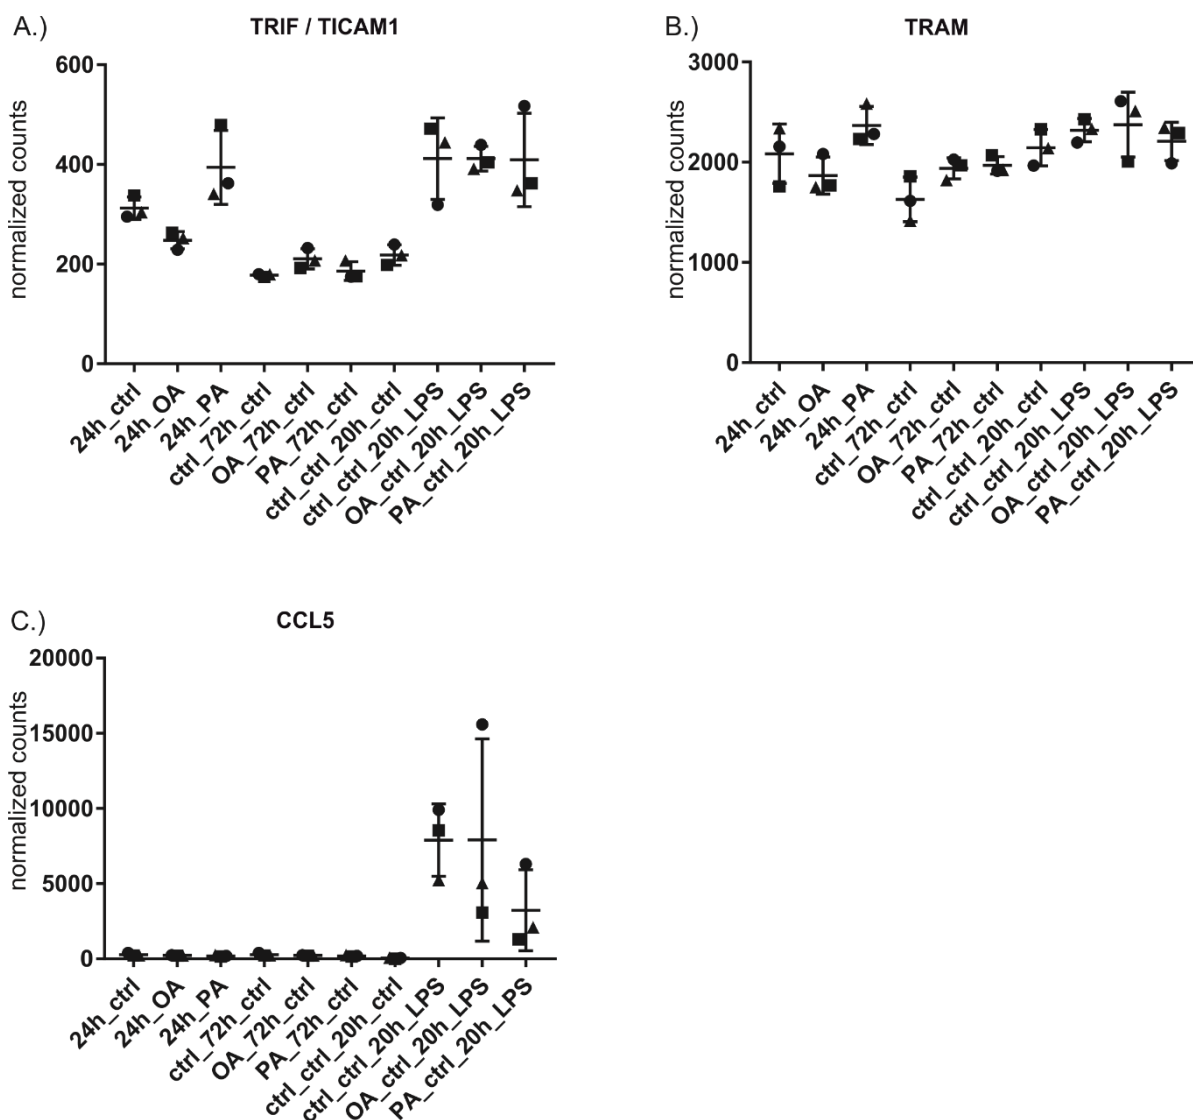 A.)
TRIF / TICAM1
600
400
200
0
normalized counts
24h_ctrl
24h_OA
24h_PA
ctrl_72h_ctrl
OA_72h_ctrl
PA_72h_ctrl
ctrl_ctrl_20h_ctrl
ctrl_ctrl_20h_LPS
OA_ctrl_20h_LPS
PA_ctrl_20h_LPS
B.)
TRAM
3000
2000
1000
0
normalized counts
24h_ctrl
24h_OA
24h_PA
ctrl_72h_ctrl
OA_72h_ctrl
PA_72h_ctrl
ctrl_ctrl_20h_ctrl
ctrl_ctrl_20h_LPS
OA_ctrl_20h_LPS
PA_ctrl_20h_LPS
C.)
CCL5
20000
15000
10000
5000
0
normalized counts
24h_ctrl
24h_OA
24h_PA
ctrl_72h_ctrl
OA_72h_ctrl
PA_72h_ctrl
ctrl_ctrl_20h_ctrl
ctrl_ctrl_20h_LPS
OA_ctrl_20h_LPS
PA_ctrl_20h_LPS